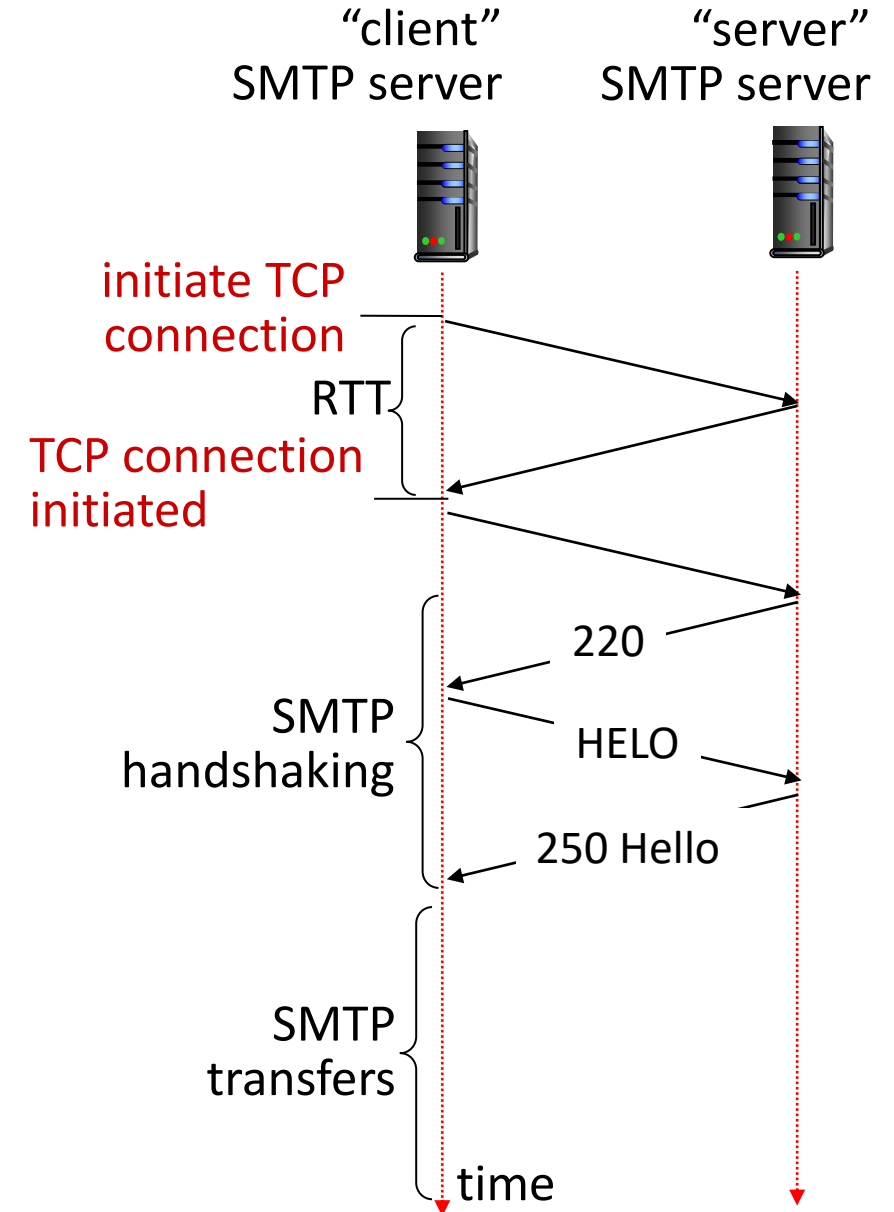 “client”
SMTP server
“server”
SMTP server
initiate TCP
connection
RTT
TCP connection
initiated
220
SMTP
handshaking
HELO
250 Hello
SMTP
transfers
time